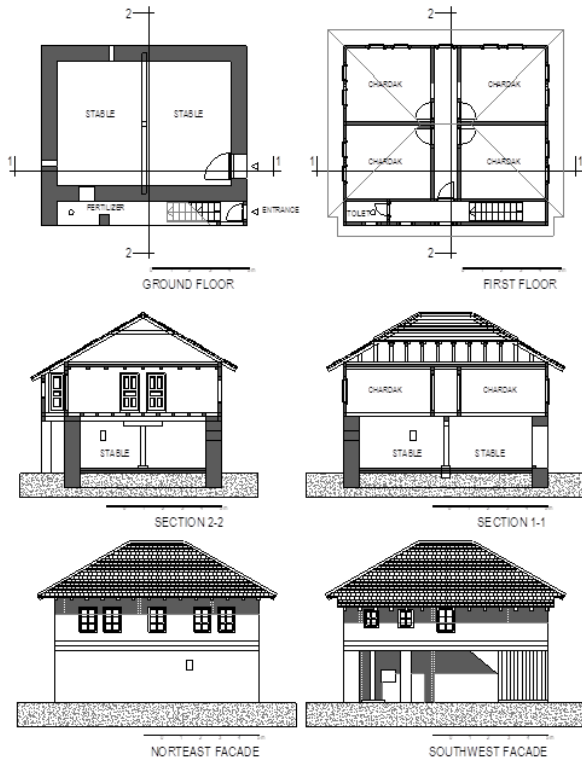 2
2
STABLE
STABLE
CHARDAK
CHARDAK
1
1
1
1
CHARDAK
CHARDAK
FERTILIZER
ENTRANCE
TOILET
2
2
GROUND FLOOR
FIRST FLOOR
CHARDAK
CHARDAK
STABLE
STABLE
STABLE
SECTION 2-2
SECTION 1-1
NORTEAST FACADE
SOUTHWEST FACADE